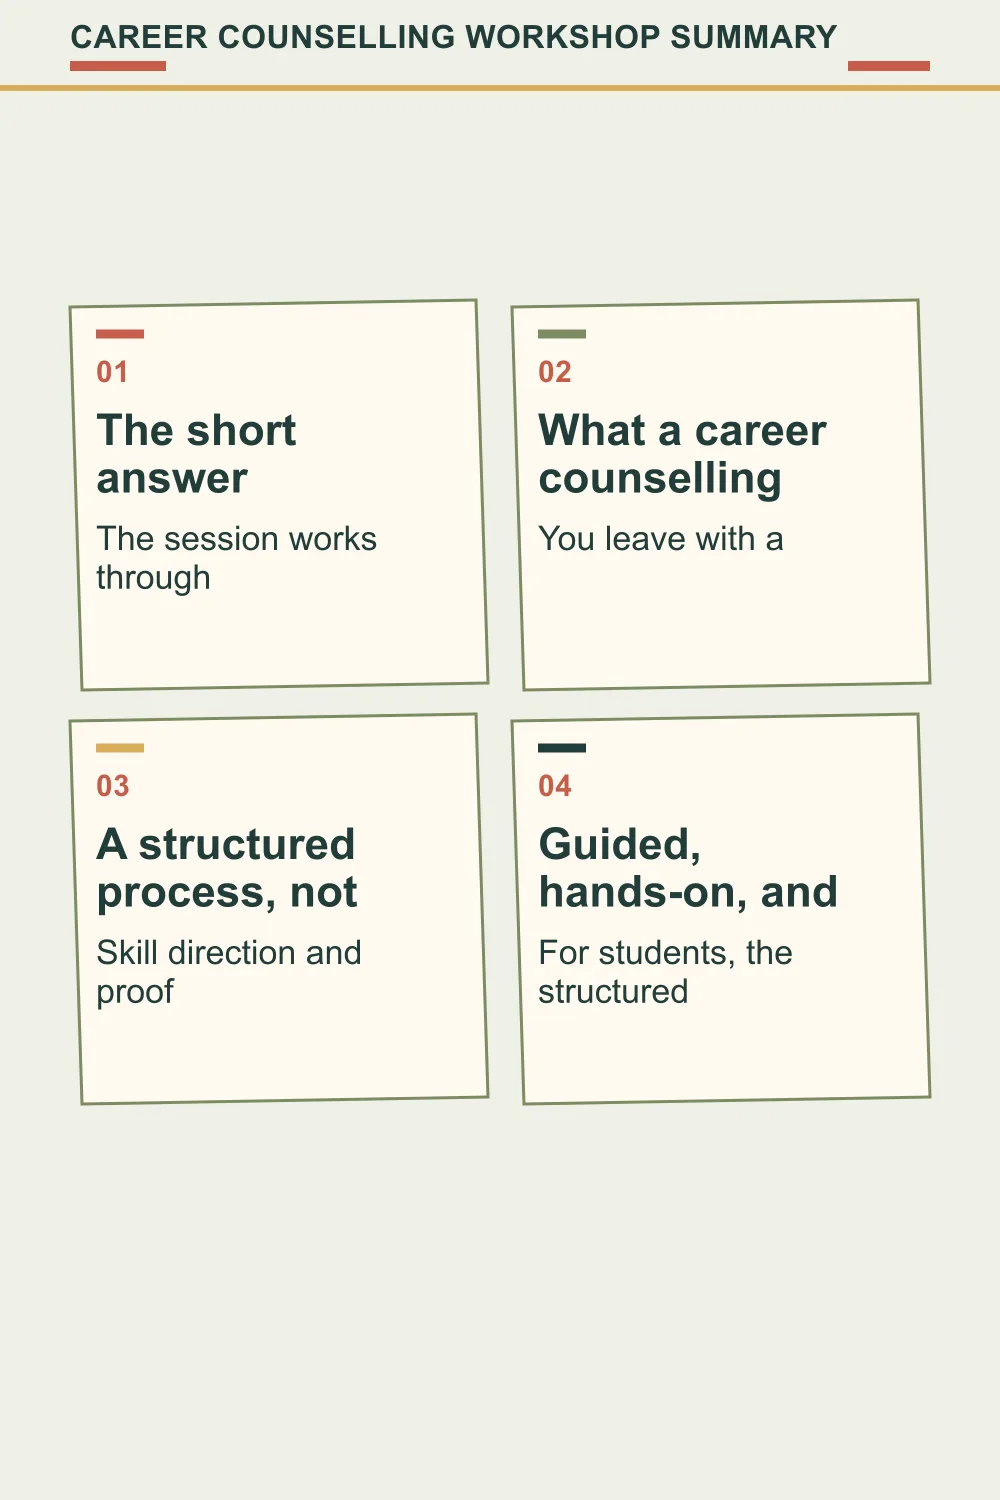 CAREER COUNSELLING WORKSHOP SUMMARY
01
The short
answer
The session works
through
02
What a career
counselling
You leave with a
03
A structured
process, not
Skill direction and
proof
04
Guided,
hands-on, and
For students, the
structured